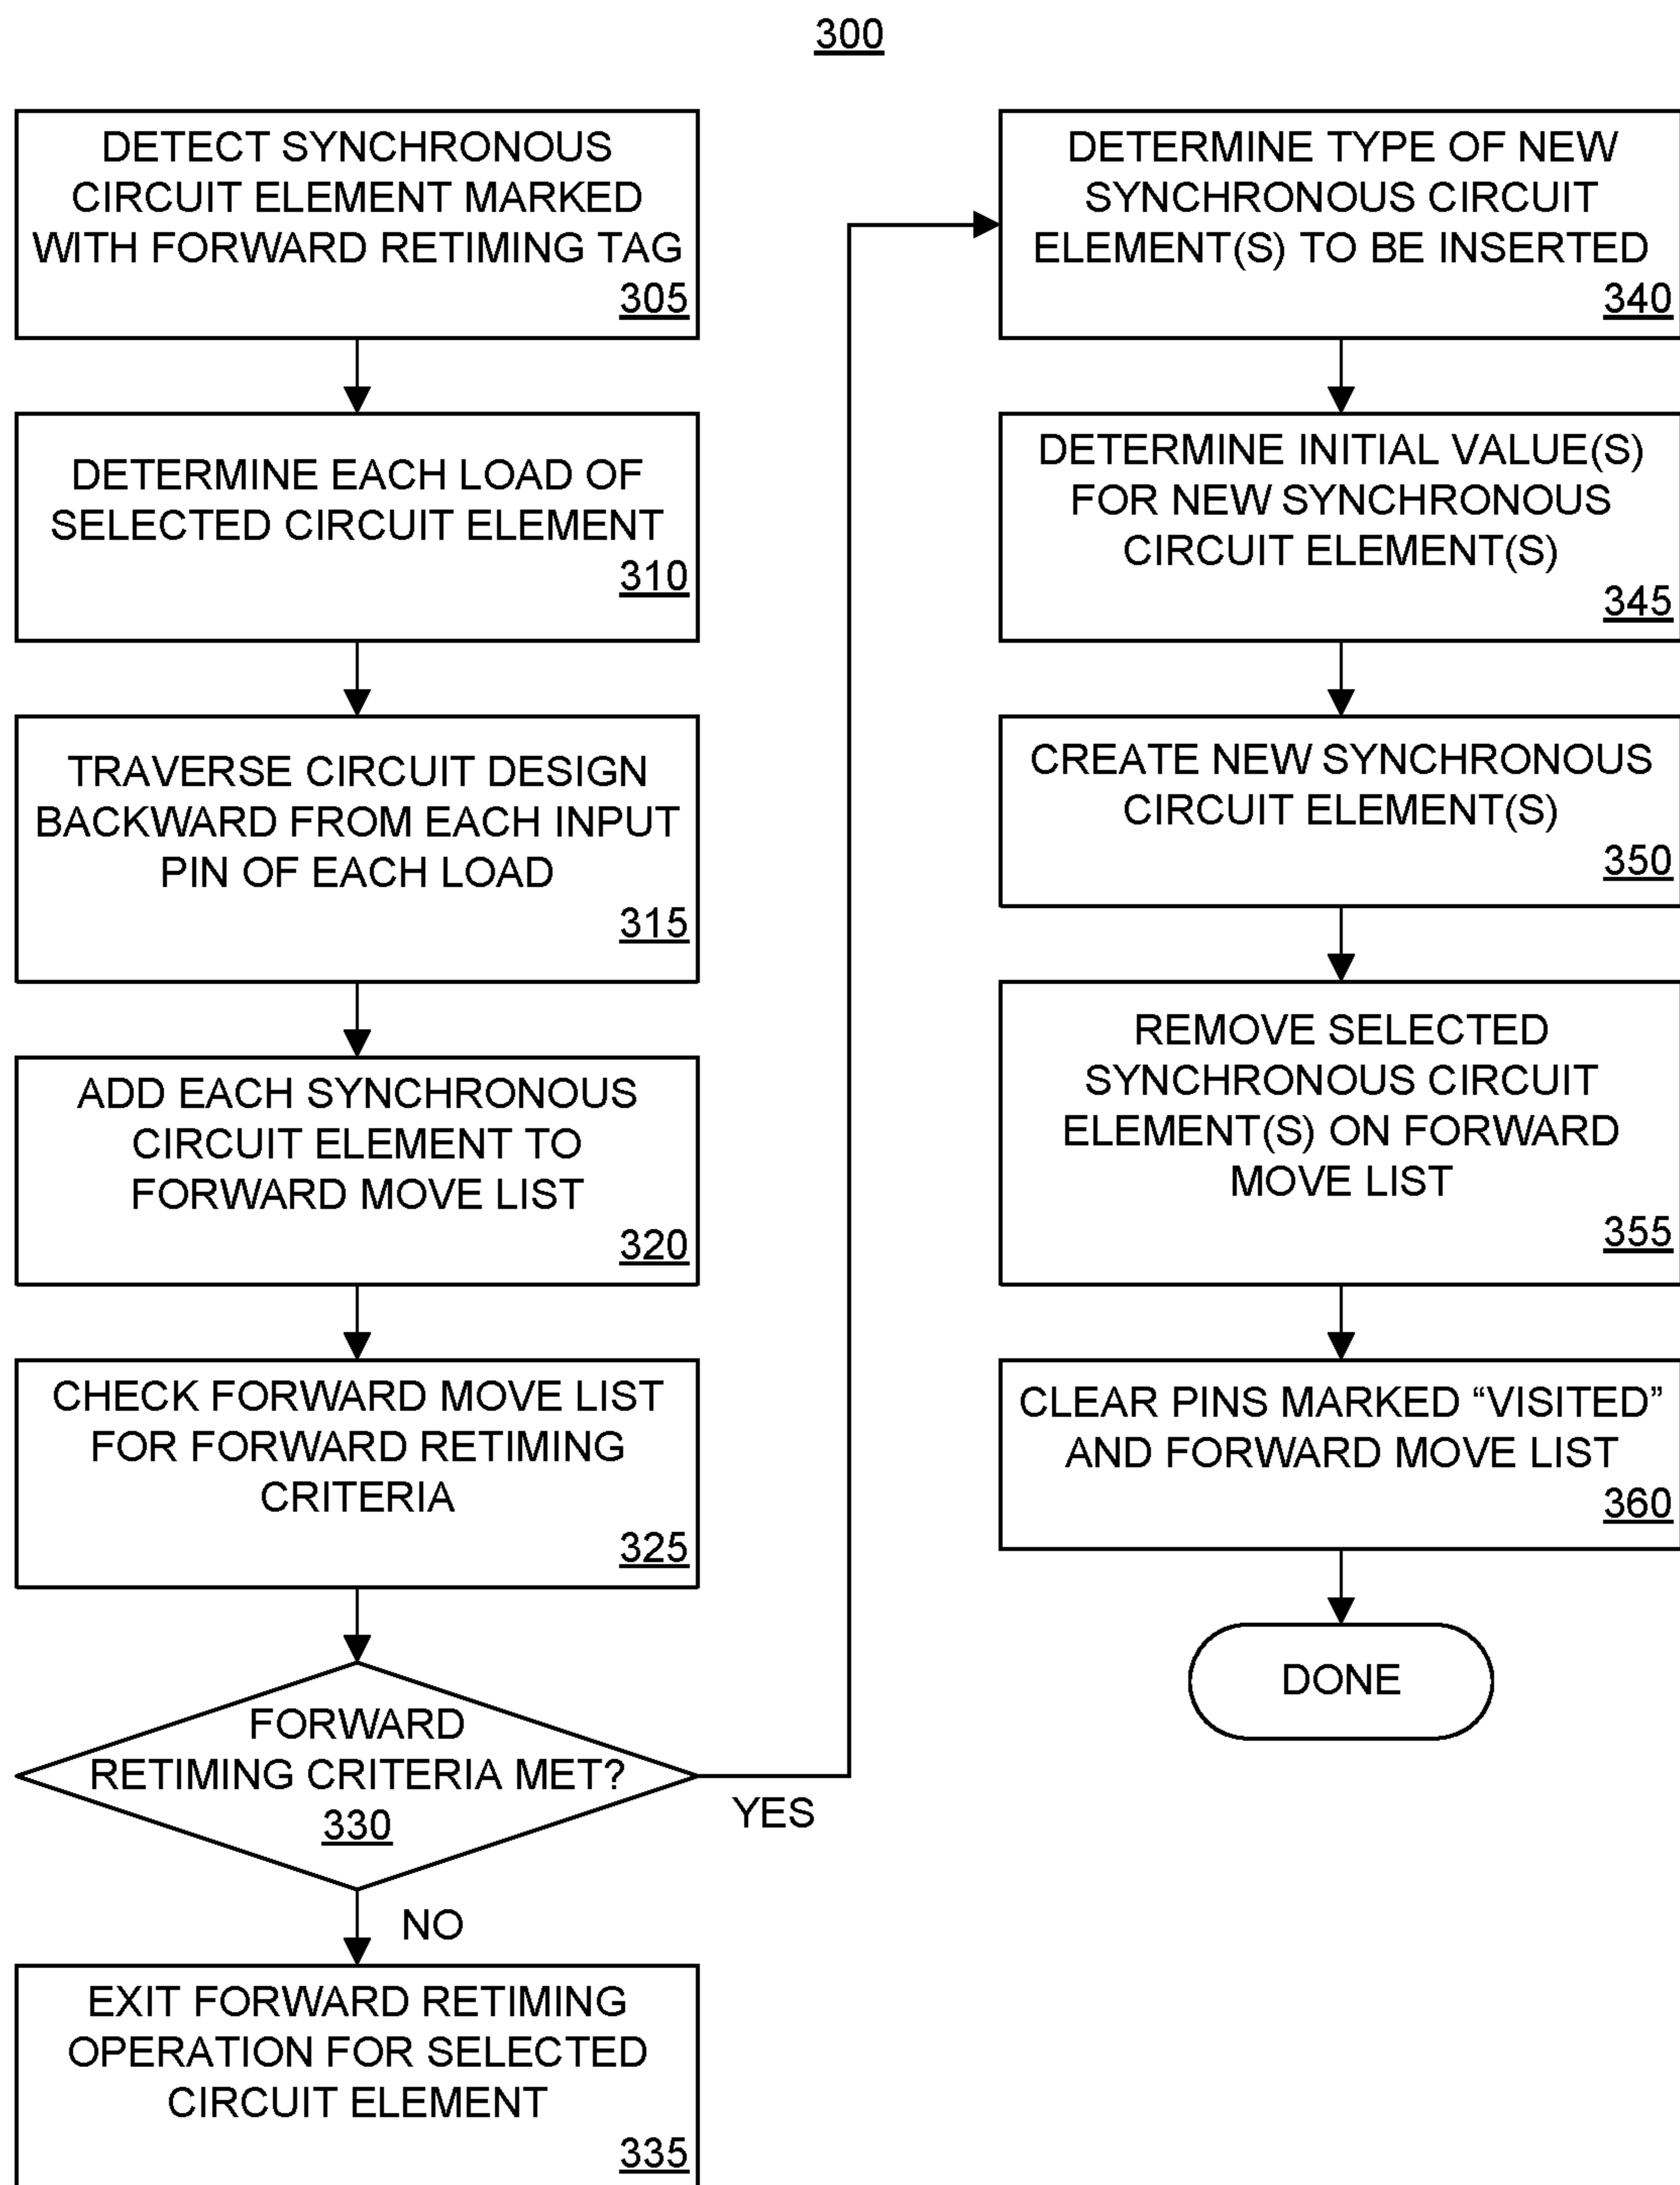 300
DETECT SYNCHRONOUS
CIRCUIT ELEMENT MARKED
WITH FORWARD RETIMING TAG
305
DETERMINE EACH LOAD OF
SELECTED CIRCUIT ELEMENT
310
TRAVERSE CIRCUIT DESIGN
BACKWARD FROM EACH INPUT
PIN OF EACH LOAD
315
ADD EACH SYNCHRONOUS
CIRCUIT ELEMENT TO
FORWARD MOVE LIST
320
CHECK FORWARD MOVE LIST
FOR FORWARD RETIMING
CRITERIA
325
FORWARD
RETIMING CRITERIA MET?
330
YES
NO
EXIT FORWARD RETIMING
OPERATION FOR SELECTED
CIRCUIT ELEMENT
335
DETERMINE TYPE OF NEW
SYNCHRONOUS CIRCUIT
ELEMENT(S) TO BE INSERTED
340
DETERMINE INITIAL VALUE(S)
FOR NEW SYNCHRONOUS
CIRCUIT ELEMENT(S)
345
CREATE NEW SYNCHRONOUS
CIRCUIT ELEMENT(S)
350
REMOVE SELECTED
SYNCHRONOUS CIRCUIT
ELEMENT(S) ON FORWARD
MOVE LIST
355
CLEAR PINS MARKED “VISITED”
AND FORWARD MOVE LIST
360
DONE